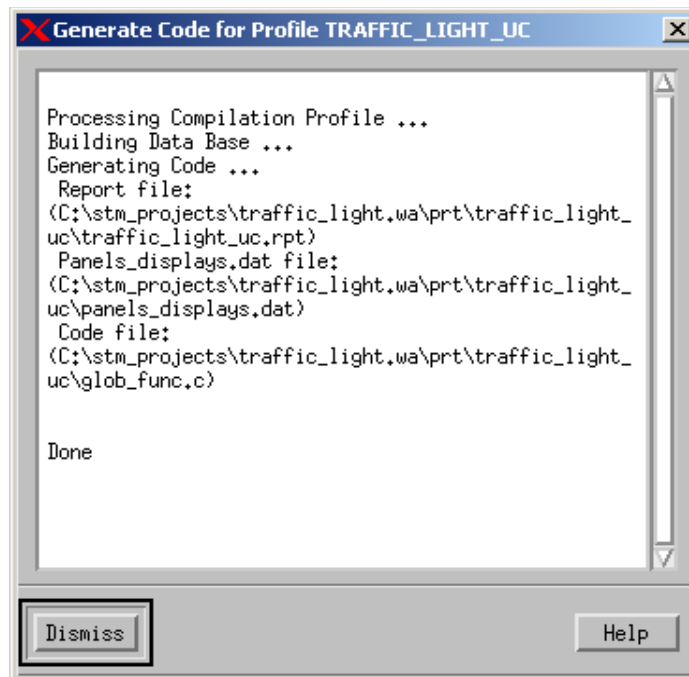 Generate Code for Profile TRAFFIC_LIGHT_UC
Processing Compilation Profile ...
Building Data Base ...
Generating Code ...
Report file:
(C:\stm_projects\traffic_light.wa\prt\traffic_light_
uc\traffic_light_uc.rpt)
Panels_displays.dat file:
(C:\stm_projects\traffic_light.wa\prt\traffic_light_
uc\panels_displays.dat)
Code file:
(C:\stm_projects\traffic_light.wa\prt\traffic_light_
uc\glob_func.c)
Done
Dismiss
Help